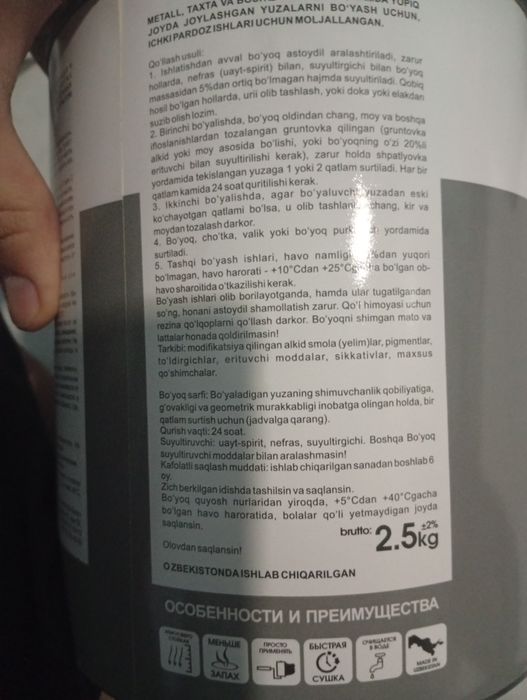 METALL, TAXTA VA
JOYDA JOYLASHGAN YUZALARNI BO'YASH UCHUN,
ICHKI PARDOZ ISHLARI UCHUN MOLJALLANGAN.
Qo'llash usuli:
1. Ishlatishdan avval bo'yoq astoydil aralashtiriladi, zarur
hollarda, nefras (uayt-spirit) bilan, suyultirgichi bilan bo'yoq
massasidan 5%dan ortiq bo'lmagan hajmda suyultiriladi. Qobiq
hosil bo'lgan hollarda, urii olib tashlash, yoki doka yoki elakdan
suzib olish lozim.
2. Birinchi bo'yalishda, bo'yoq oldindan chang, moy va boshqa
ifloslanishlardan tozalangan gruntovka qilingan (gruntovka
alkid yoki moy asosida bo'lishi, yoki bo'yoqning o'zi 20%li
erituvchi bilan suyultirilishi kerak), zarur holda shpatlyovka
yordamida tekislangan yuzaga 1 yoki 2 qatlam surtiladi. Har bir
qatlam kamida 24 soat quritilishi kerak.
3. Ikkinchi bo'yalishda, agar bo'yaluvchi yuzadan eski
ko'chayotgan qatlami bo'lsa, u olib tashlanib, chang, kir va
moydan tozalash darkor.
4. Bo'yoq, cho'tka, valik yoki bo'yoq yordamida
surtiladi.
5. Tashqi bo'yash ishlari, havo namligi %dan yuqori
bo'lmagan, havo harorati - +10°Cdan +25°Cgacha bo'lgan ob-
havo sharoitida o'tkazilishi kerak.
Bo'yash ishlari olib borilayotganda, hamda ular tugatilgandan
so'ng, honani astoydil shamollatish zarur. Qo'l himoyasi uchun
rezina qo'lqoplarni qo'llash darkor. Bo'yoqni shimgan mato va
lattalar honada qoldirilmasin!
Tarkibi: modifikatsiya qilingan alkid smola (yelim)lar, pigmentlar,
to'ldirgichlar, erituvchi moddalar, sikkativlar, maxsus
qo'shimchalar.
Bo'yoq sarfi: Bo'yaladigan yuzaning shimuvchanlik qobiliyatiga,
g'ovakligi va geometrik murakkabligi inobatga olingan holda, bir
qatlam surtish uchun (jadvalga qarang).
Qurish vaqti: 24 soat.
Suyultiruvchi: uayt-spirit, nefras, suyultirgichi. Boshqa Bo'yoq
suyultiruvchi moddalar bilan aralashmasin!
Kafolatli saqlash muddati: ishlab chiqarilgan sanadan boshlab 6
oy.
Zich berkilgan idishda tashilsin va saqlansin.
Bo'yoq quyosh nurlaridan yiroqda, +5°Cdan +40°Cgacha
bo'lgan havo haroratida, bolalar qo'li yetmaydigan joyda
saqlansin.
brutto: 2.5kg ±2%
Olovdan saqlansin!
OZBEKISTONDA ISHLAB CHIQARILGAN
ОСОБЕННОСТИ И ПРЕИМУЩЕСТВА
МЕНЬШЕ
ЗАПАХ
ПРОСТО
ПРИМЕНЯТЬ
БЫСТРАЯ
СУШКА
ОЧИЩАЕТСЯ
В ВОДЕ
MADE IN
UZBEKISTAN